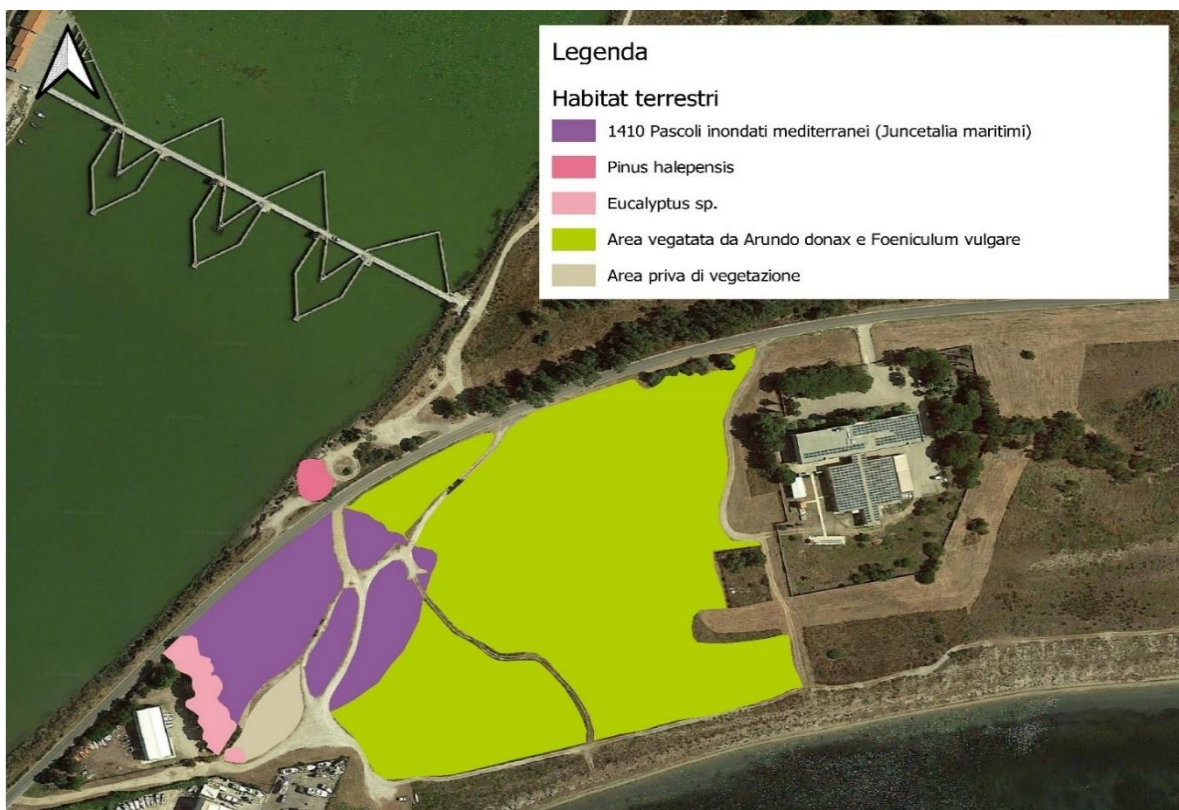 Legenda
Habitat terrestri
1410 Pascoli inondati mediterranei (Juncetalia maritimi)
Pinus halepensis
Eucalyptus sp.
Area vegatata da Arundo donax e Foeniculum vulgare
Area priva di vegetazione